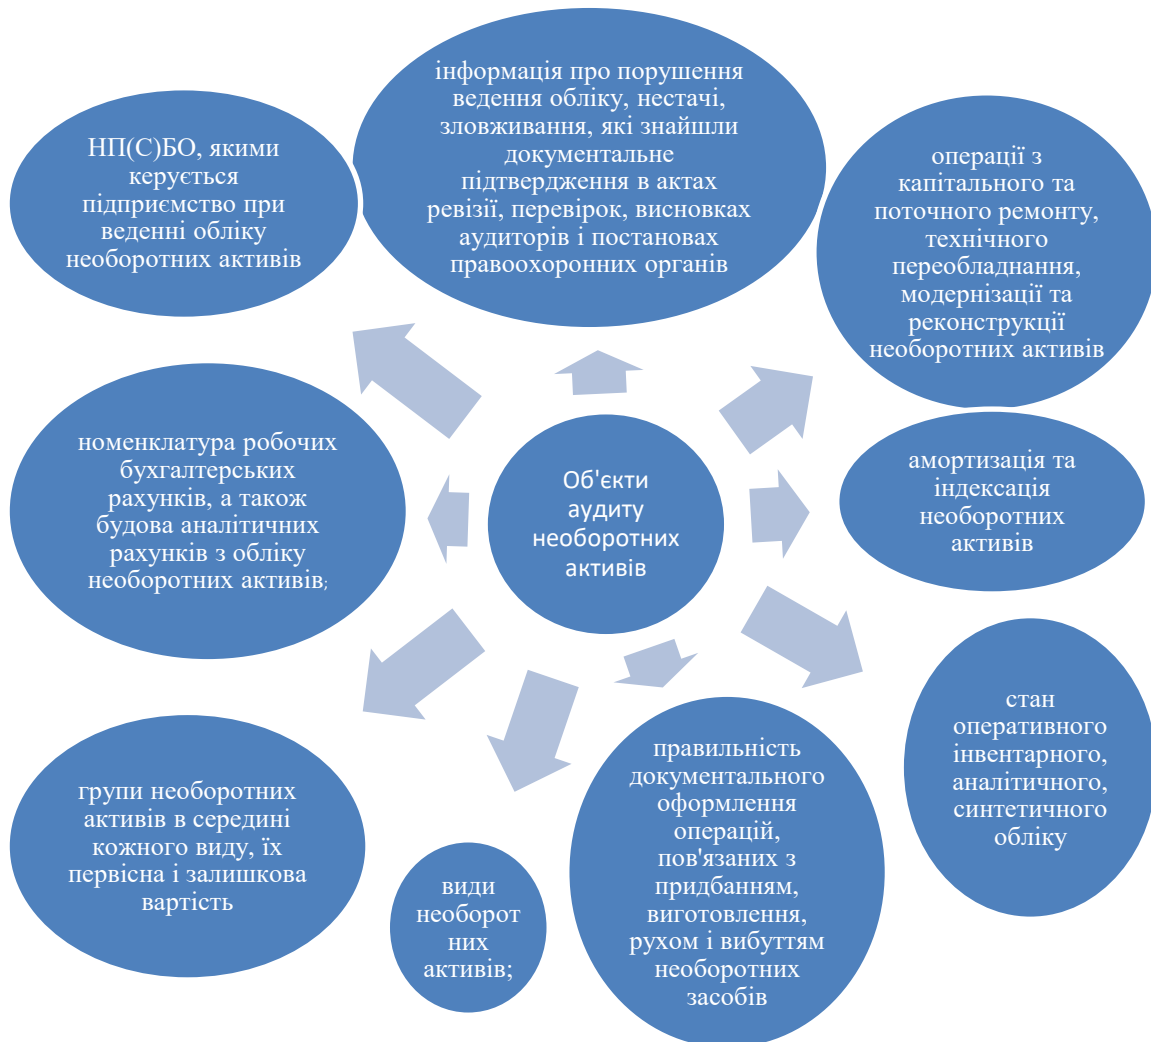 інформація про порушення
ведення обліку, нестачі,
зловживання, які знайшли
документальне
підтвердження в актах
ревізії, перевірок, висновках
аудиторів і постановах
правоохоронних органів
НП(С)БО, якими
керується
підприємство при
веденні обліку
необоротних активів
операції з
капітального та
поточного ремонту,
технічного
переобладнання,
модернізації та
реконструкції
необоротних активів
номенклатура робочих
бухгалтерських
рахунків, а також
будова аналітичних
рахунків з обліку
необоротних активів;
Об'єкти
аудиту
необоротних
активів
амортизація та
індексація
необоротних
активів
стан
оперативного
інвентарного,
аналітичного,
синтетичного
обліку
правильність
документального
оформлення
операцій,
пов'язаних з
придбанням,
виготовлення,
рухом і вибуттям
необоротних
засобів
види
необорот
них
активів;
групи необоротних
активів в середині
кожного виду, їх
первісна і залишкова
вартість